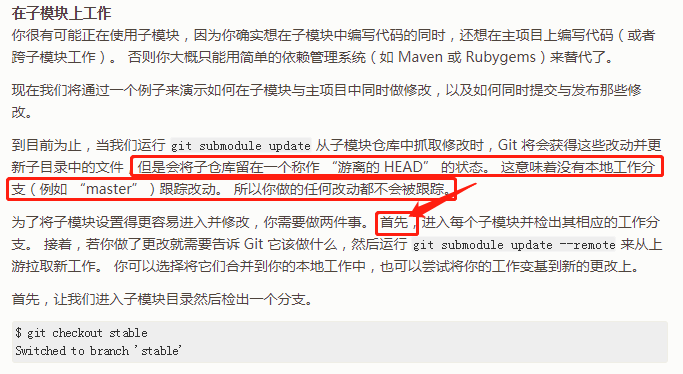 在子模块上工作
你很有可能正在使用子模块，因为你确实想在子模块中编写代码的同时，还想在主项目上编写代码（或者
跨子模块工作）。 否则你大概只能用简单的依赖管理系统（如 Maven 或 Rubygems）来替代了。
现在我们将通过一个例子来演示如何在子模块与主项目中同时做修改，以及如何同时提交与发布那些修
改。
到目前为止，当我们运行 git submodule update 从子模块仓库中抓取修改时，Git 将会获得这些改动并更
新子目录中的文件，但是会将子仓库留在一个称作 “游离的 HEAD” 的状态。 这意味着没有本地工作分
支（例如 “master”）跟踪改动。 所以你做的任何改动都不会被跟踪。
为了将子模块设置得更容易进入并修改，你需要做两件事。 首先，进入每个子模块并检出其相应的工作分
支。 接着，若你做了更改就需要告诉 Git 它该做什么，然后运行 git submodule update --remote 来从上
游拉取新工作。 你可以选择将它们合并到你的本地工作中，也可以尝试将你的工作变基到新的更改上。
首先，让我们进入子模块目录然后检出一个分支。
$ git checkout stable
Switched to branch 'stable'